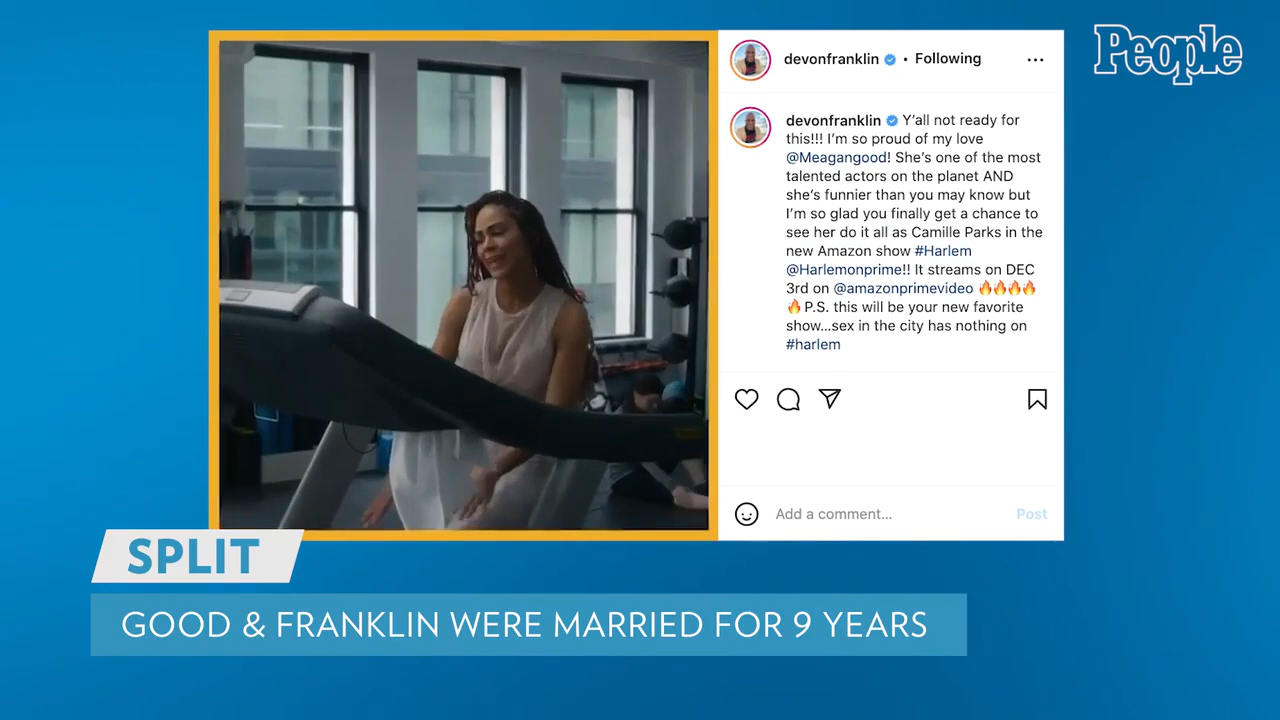 People
devonfranklin • Following
devonfranklin Y'all not ready for
this!!! I'm so proud of my love
@Meagangood! She's one of the most
talented actors on the planet AND
she's funnier than you may know but
I'm so glad you finally get a chance to
see her do it all as Camille Parks in the
new Amazon show #Harlem
@Harlemonprime!! It streams on DEC
3rd on @amazonprimevideo 🔥🔥🔥🔥
🔥P.S. this will be your new favorite
show...sex in the city has nothing on
#harlem
Add a comment... Post
SPLIT
GOOD & FRANKLIN WERE MARRIED FOR 9 YEARS